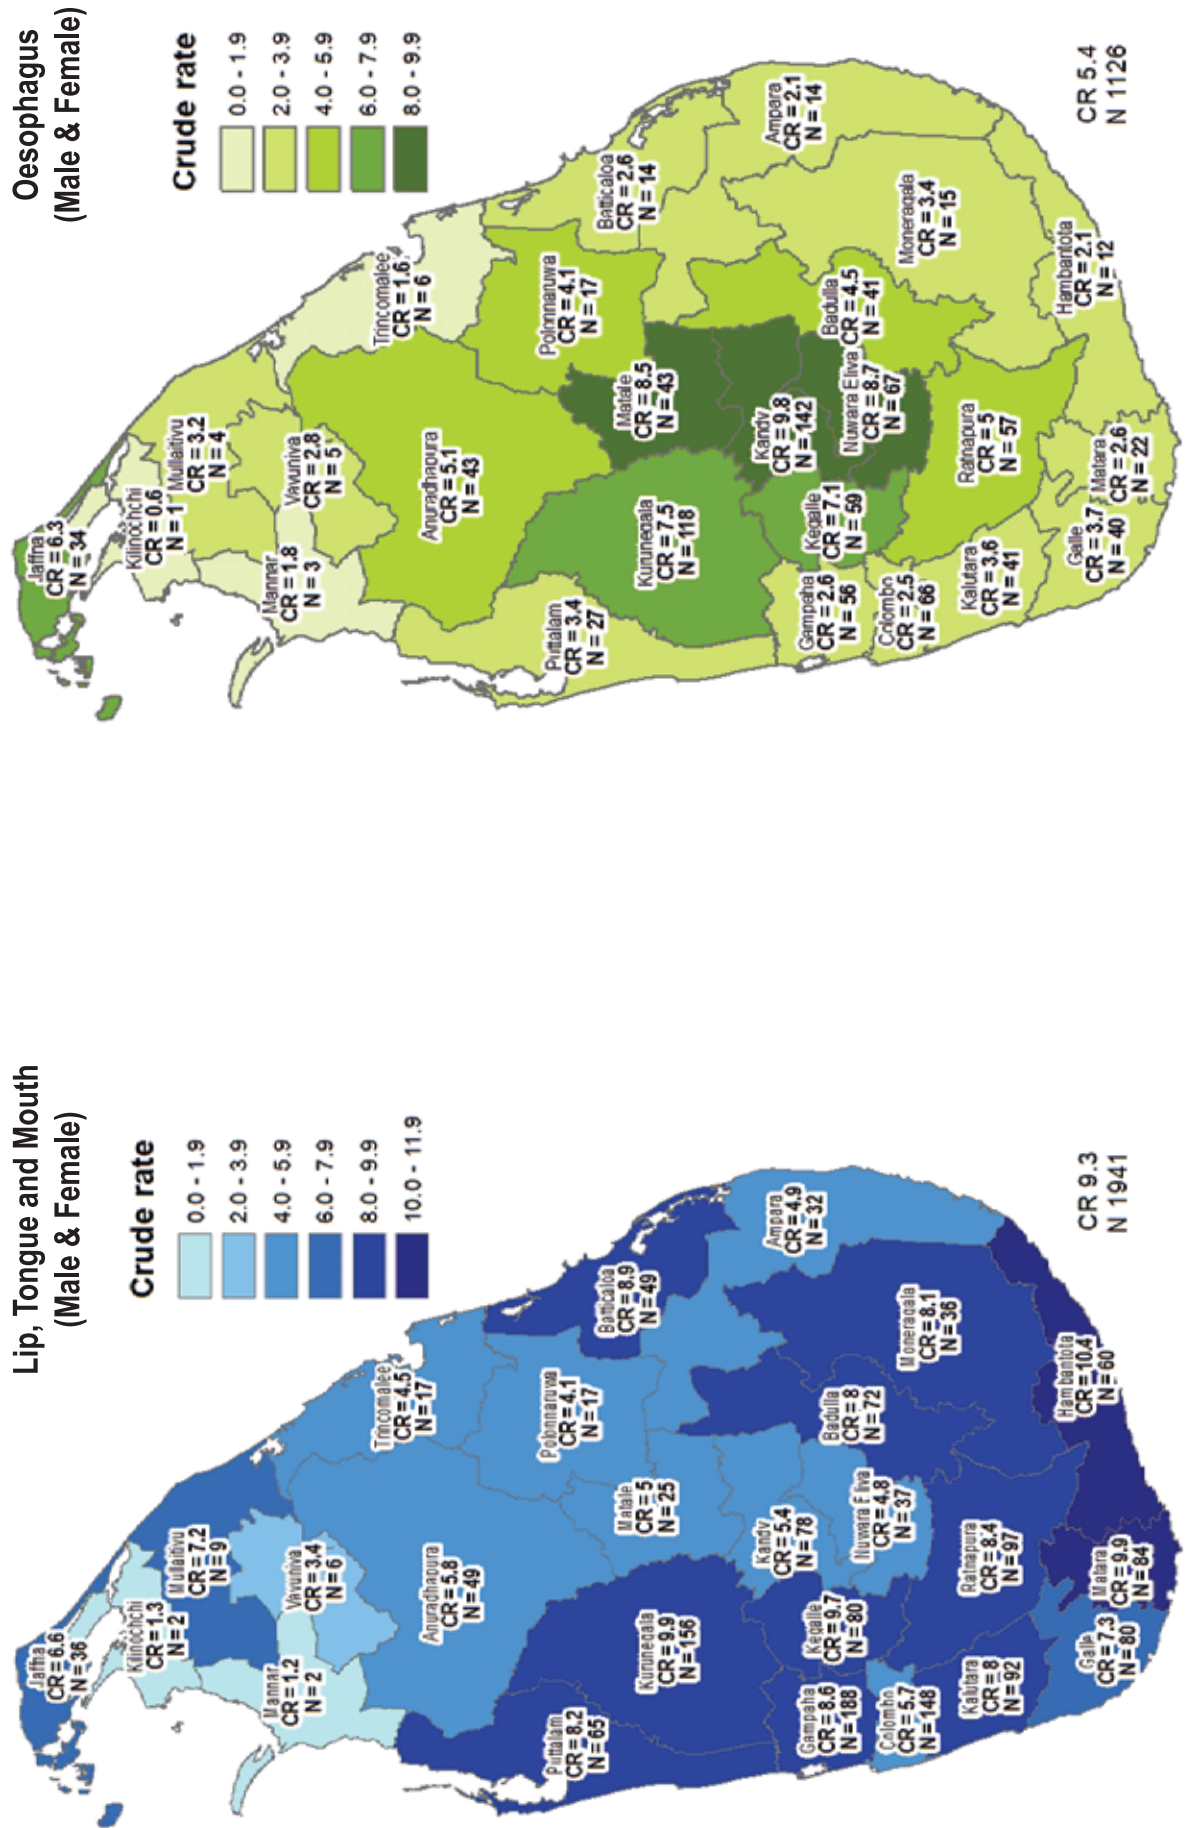 Lip, Tongue and Mouth
(Male & Female)
Crude rate
0.0 - 1.9
2.0 - 3.9
4.0 - 5.9
6.0 - 7.9
8.0 - 9.9
10.0 - 11.9
Jaffna
CR = 6.6
N = 36
Kilinochchi
CR = 1.3
N = 2
Mullaitivu
CR = 7.2
N = 9
Mannar
CR = 1.2
N = 2
Vavuniya
CR = 3.4
N = 6
Trincomalee
CR = 4.5
N = 17
Anuradhapura
CR = 5.8
N = 49
Polonnaruwa
CR = 4.1
N = 17
Puttalam
CR = 8.2
N = 65
Batticaloa
CR = 8.9
N = 49
Kurunegala
CR = 9.9
N = 156
Matale
CR = 5
N = 25
Kandy
CR = 5.4
N = 78
Ampara
CR = 4.9
N = 32
Gampaha
CR = 8.6
N = 188
Kegalle
CR = 9.7
N = 80
Nuwara Eliya
CR = 4.8
N = 37
Badulla
CR = 8
N = 72
Colombo
CR = 5.7
N = 148
Moneragala
CR = 8.1
N = 36
Kalutara
CR = 8
N = 92
Ratnapura
CR = 8.4
N = 97
Galle
CR = 7.3
N = 80
Matara
CR = 9.9
N = 84
Hambantota
CR = 10.4
N = 60
CR 9.3
N 1941
Oesophagus
(Male & Female)
Crude rate
0.0 - 1.9
2.0 - 3.9
4.0 - 5.9
6.0 - 7.9
8.0 - 9.9
Jaffna
CR = 6.3
N = 34
Kilinochchi
CR = 0.6
N = 1
Mullaitivu
CR = 3.2
N = 4
Mannar
CR = 1.8
N = 3
Vavuniya
CR = 2.8
N = 5
Trincomalee
CR = 1.6
N = 6
Anuradhapura
CR = 5.1
N = 43
Polonnaruwa
CR = 4.1
N = 17
Puttalam
CR = 3.4
N = 27
Batticaloa
CR = 2.6
N = 14
Kurunegala
CR = 7.5
N = 118
Matale
CR = 8.5
N = 43
Kandy
CR = 9.8
N = 142
Ampara
CR = 2.1
N = 14
Gampaha
CR = 2.6
N = 56
Kegalle
CR = 7.1
N = 59
Nuwara Eliya
CR = 8.7
N = 67
Badulla
CR = 4.5
N = 41
Colombo
CR = 2.5
N = 66
Moneragala
CR = 3.4
N = 15
Kalutara
CR = 3.6
N = 41
Ratnapura
CR = 5
N = 57
Galle
CR = 3.7
N = 40
Matara
CR = 2.6
N = 22
Hambantota
CR = 2.1
N = 12
CR 5.4
N 1126